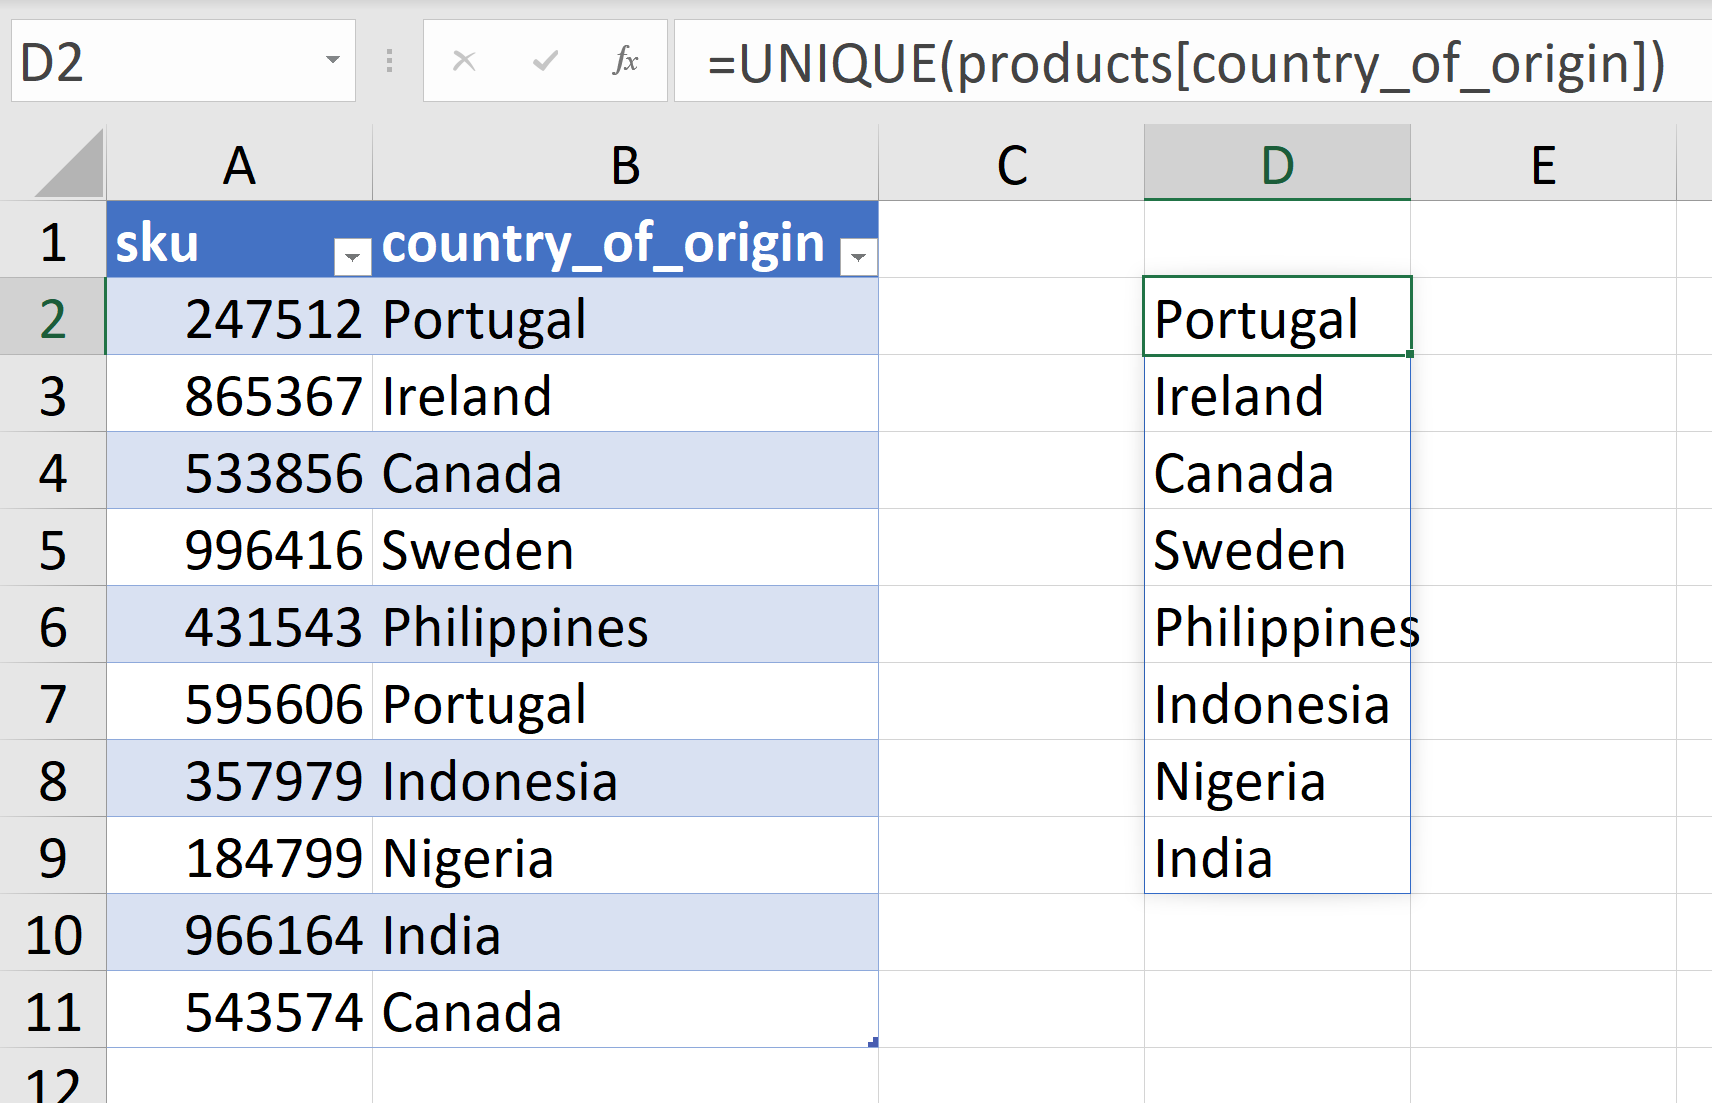 D2 fx =UNIQUE(products[country_of_origin])
A B C D E
1 sku country_of_origin
2 247512 Portugal Portugal
3 865367 Ireland Ireland
4 533856 Canada Canada
5 996416 Sweden Sweden
6 431543 Philippines Philippines
7 595606 Portugal Indonesia
8 357979 Indonesia Nigeria
9 184799 Nigeria India
10 966164 India
11 543574 Canada
12